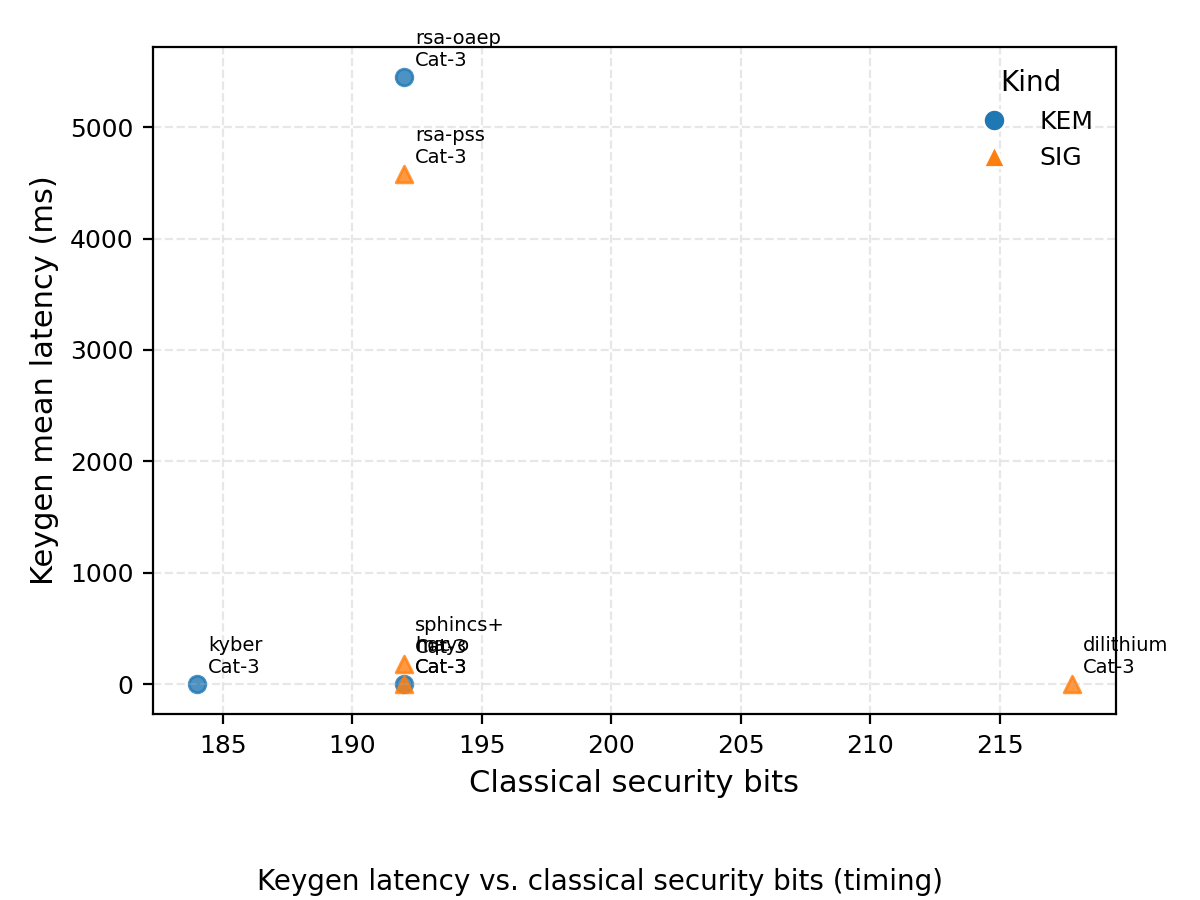 rsa-oaep
Cat-3
Kind
KEM
SIG
rsa-pss
Cat-3
5000
4000
3000
2000
1000
0
Keygen mean latency (ms)
sphincs+
Cat-3
Cat-3
kyber
Cat-3
dilithium
Cat-3
185
190
195
200
205
210
215
Classical security bits
Keygen latency vs. classical security bits (timing)